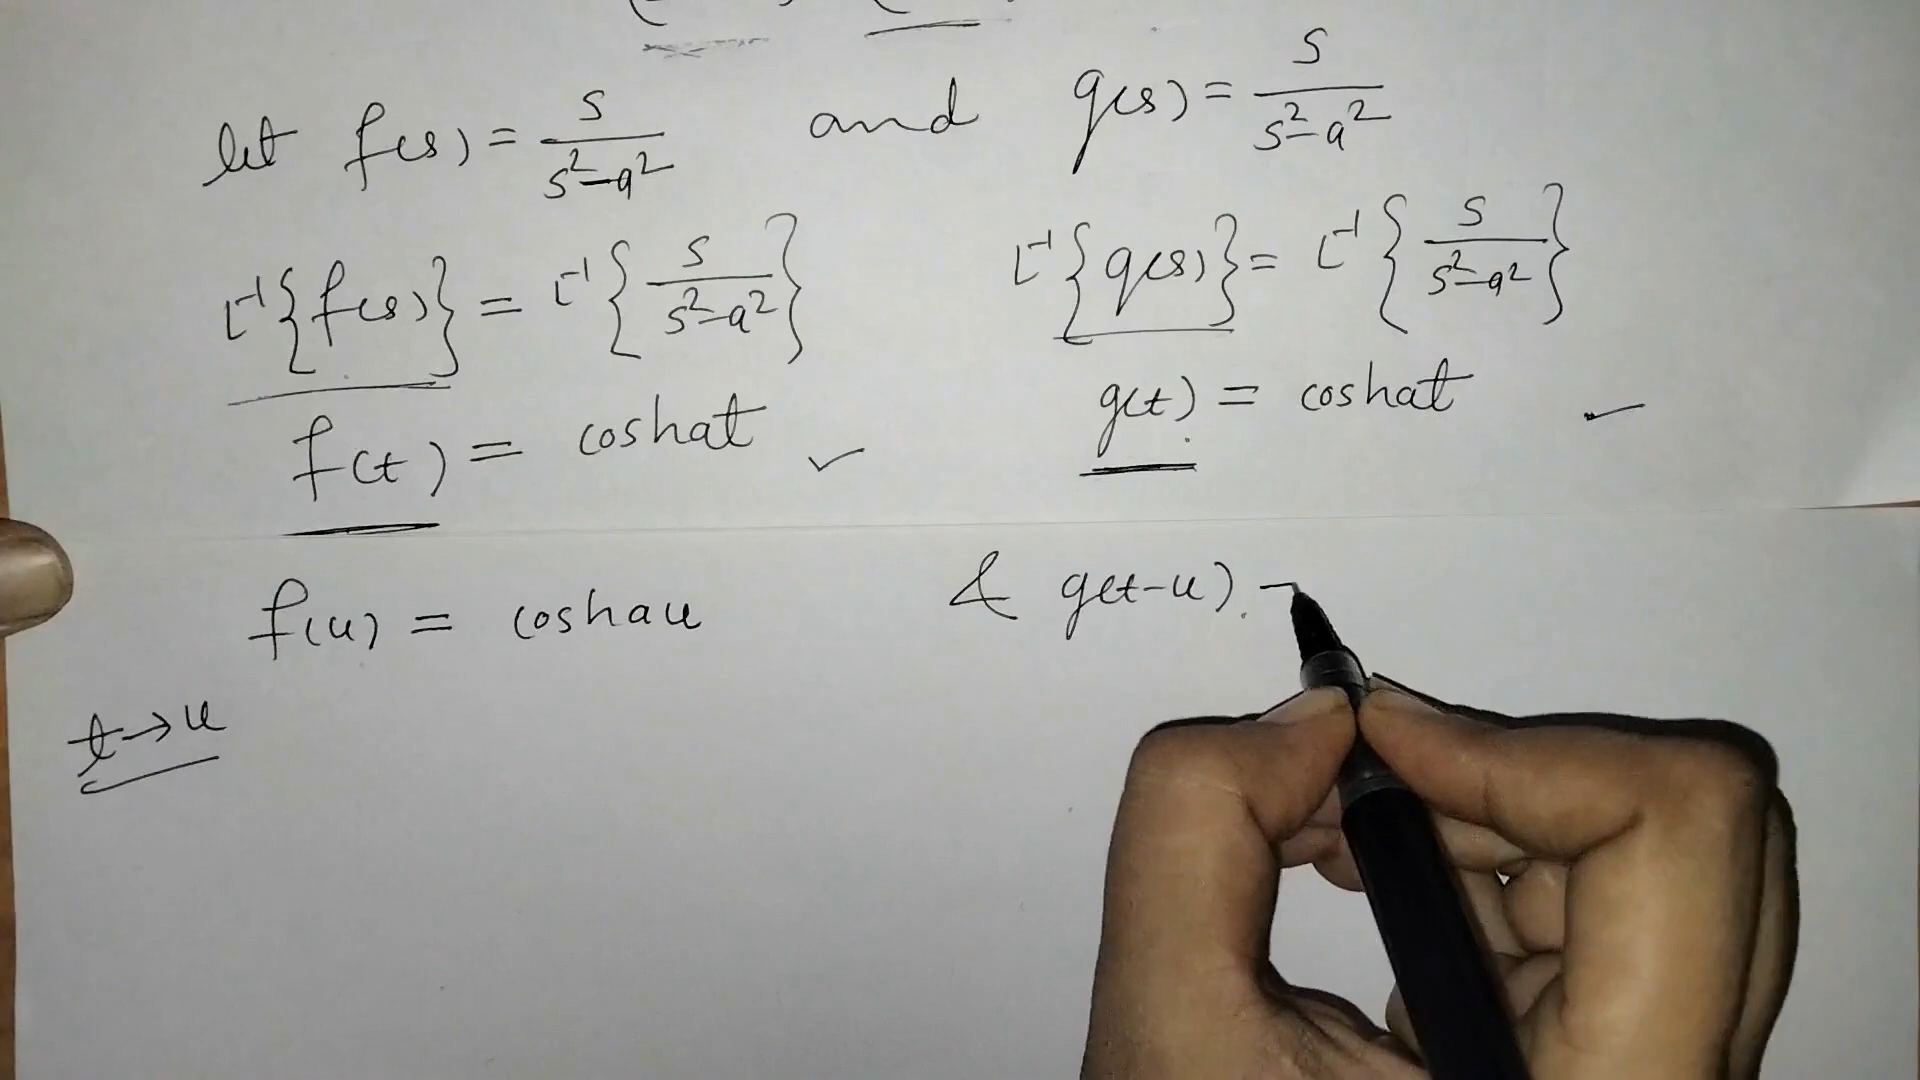 let f(s) = s/(s²-a²) and g(s) = s/(s²-a²)
L⁻¹{f(s)} = L⁻¹{s/(s²-a²)} L⁻¹{g(s)} = L⁻¹{s/(s²-a²)}
f(t) = coshat ✓ g(t) = coshat ✓
f(u) = coshau & g(t-u) -
t→u